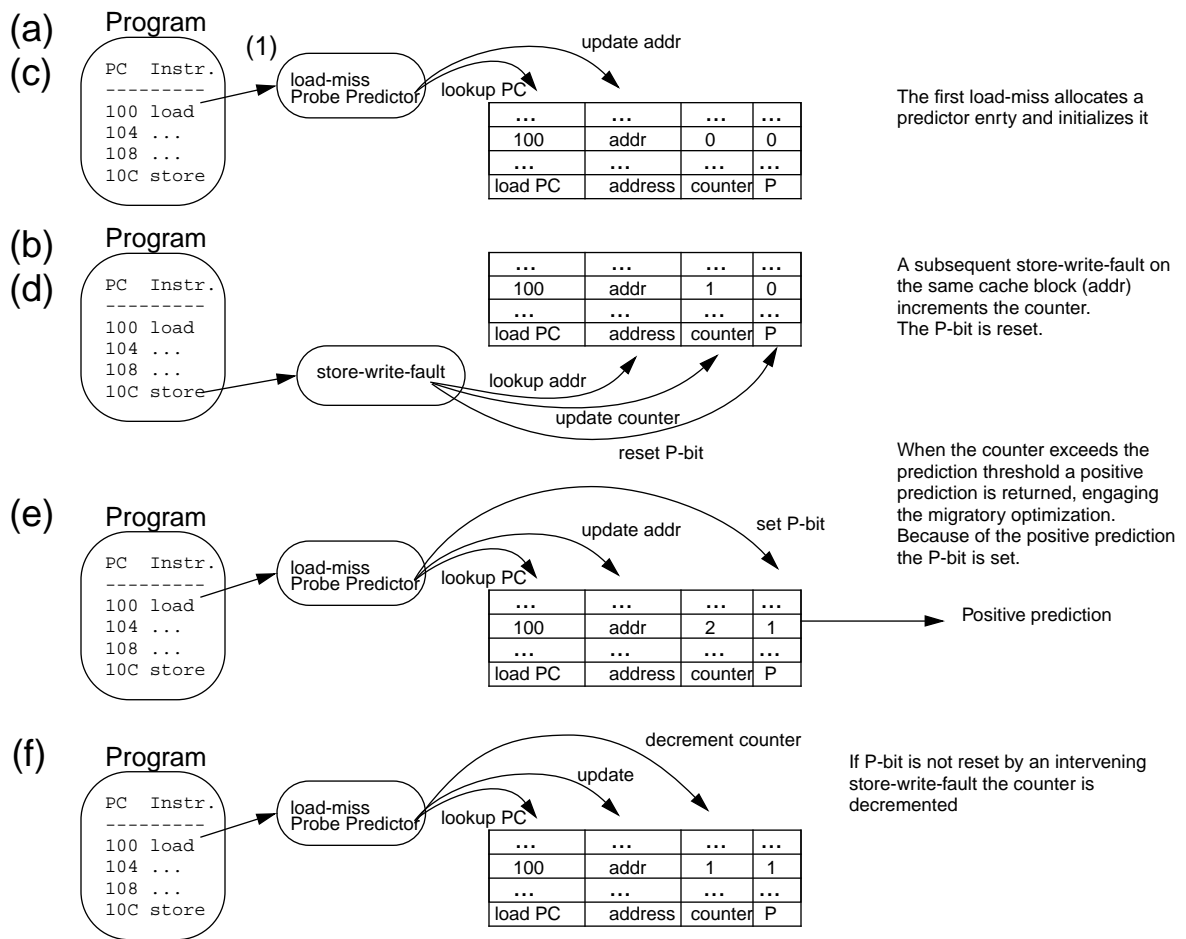 (a)
(c)
Program
PC Instr.
---------
100 load
104 ...
108 ...
10C store
(1)
load-miss
Probe Predictor
update addr
lookup PC
... ... ... ...
100 addr 0 0
... ... ... ...
load PC address counter P
The first load-miss allocates a
predictor enrty and initializes it
(b)
(d)
Program
PC Instr.
---------
100 load
104 ...
108 ...
10C store
store-write-fault
... ... ... ...
100 addr 1 0
... ... ... ...
load PC address counter P
lookup addr
update counter
reset P-bit
A subsequent store-write-fault on
the same cache block (addr)
increments the counter.
The P-bit is reset.
(e)
Program
PC Instr.
---------
100 load
104 ...
108 ...
10C store
load-miss
Probe Predictor
set P-bit
update addr
lookup PC
... ... ... ...
100 addr 2 1
... ... ... ...
load PC address counter P
When the counter exceeds the
prediction threshold a positive
prediction is returned, engaging
the migratory optimization.
Because of the positive prediction
the P-bit is set.
Positive prediction
(f)
Program
PC Instr.
---------
100 load
104 ...
108 ...
10C store
load-miss
Probe Predictor
decrement counter
update
lookup PC
... ... ... ...
100 addr 1 1
... ... ... ...
load PC address counter P
If P-bit is not reset by an intervening
store-write-fault the counter is
decremented